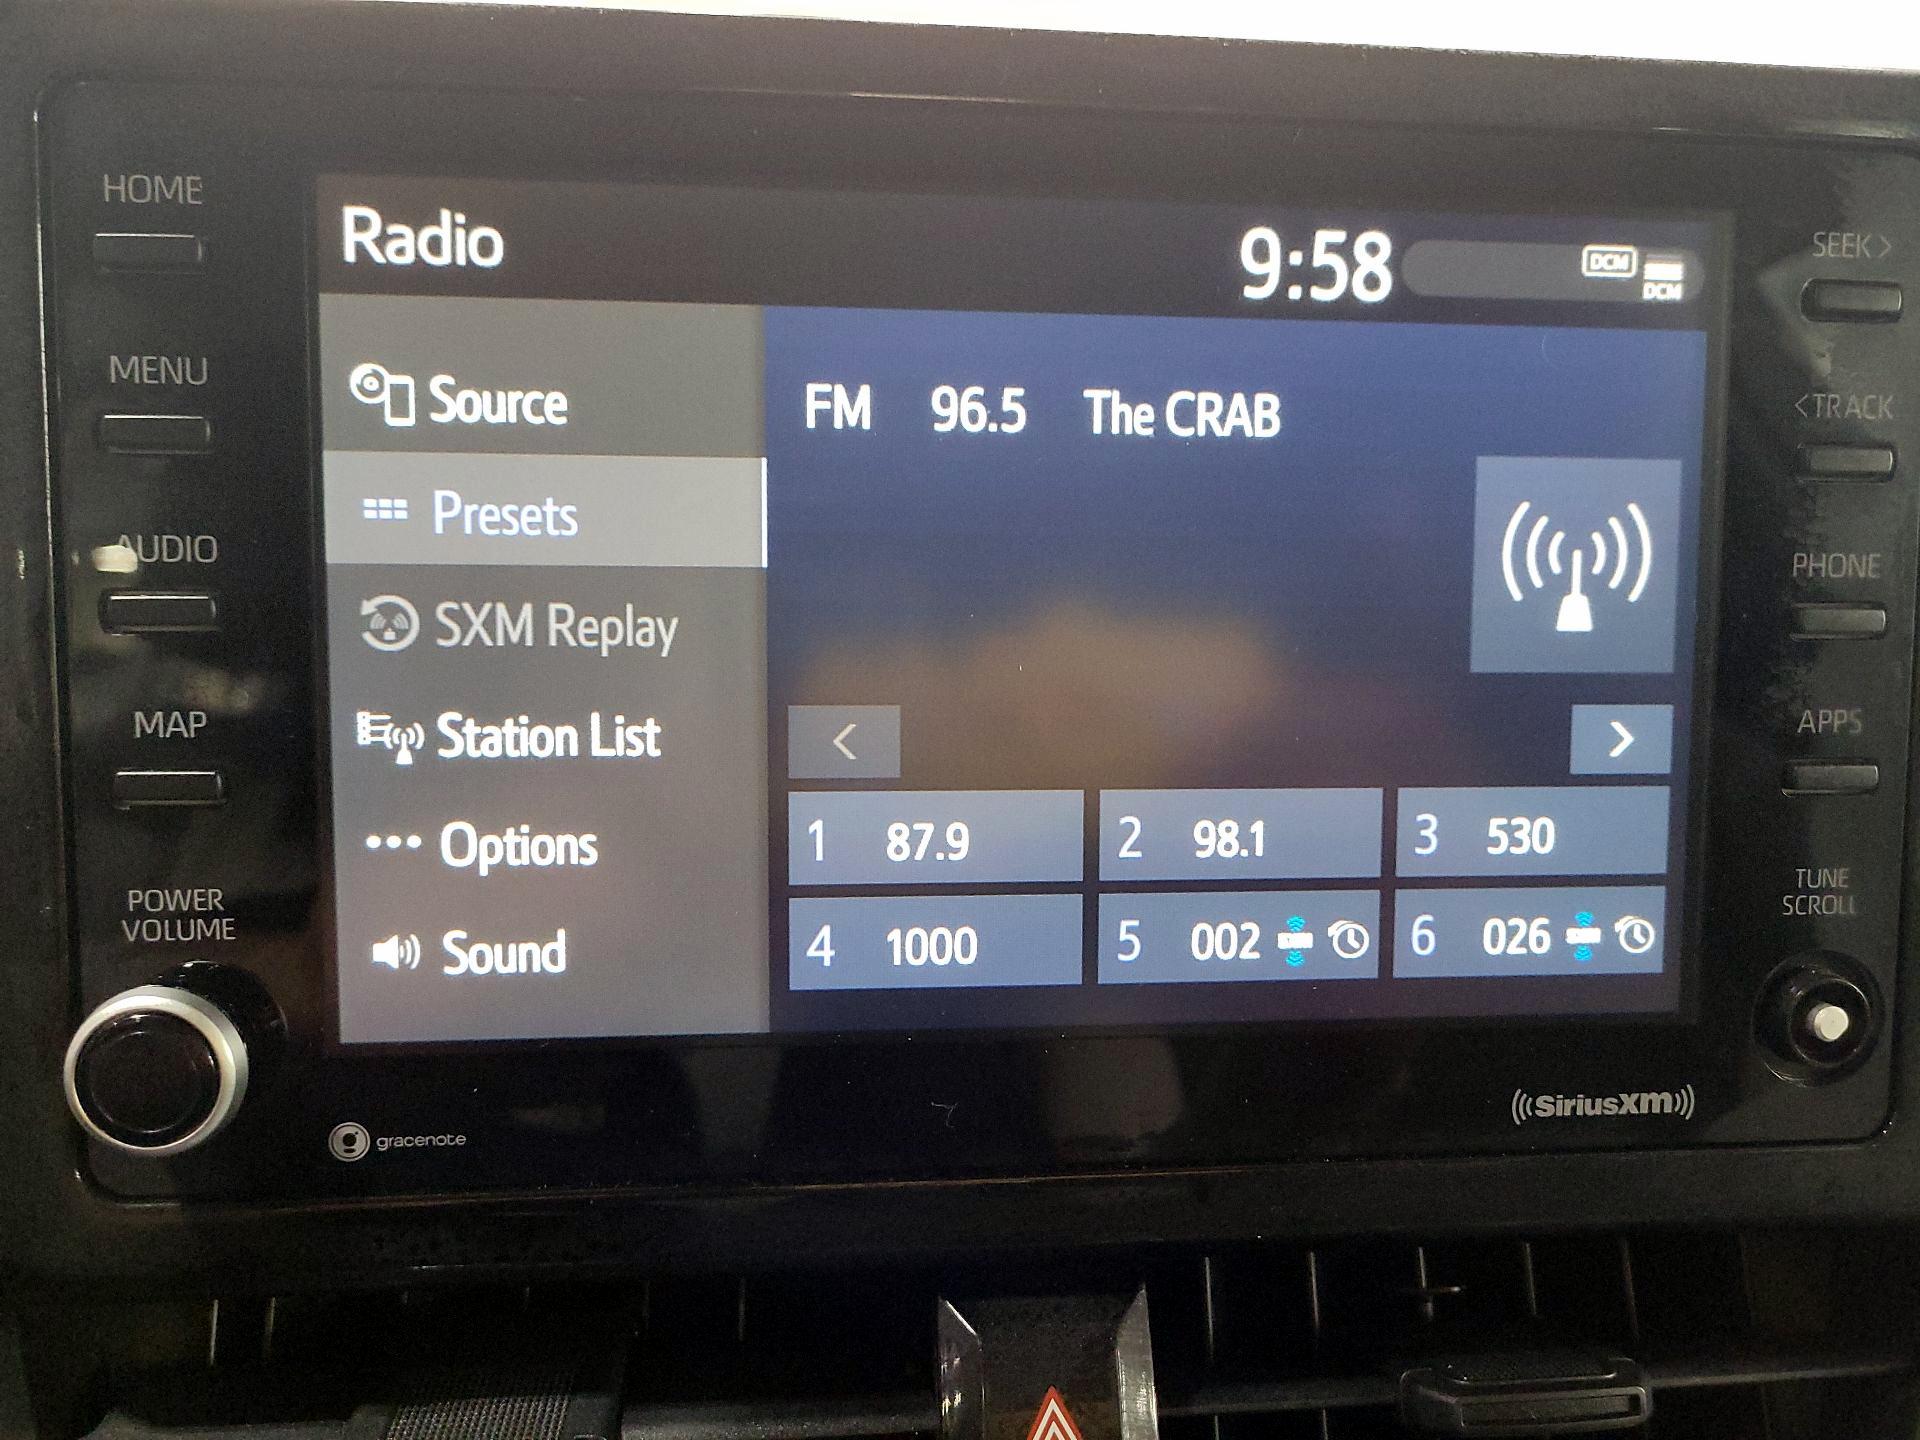 HOME
MENU
AUDIO
MAP
POWER
VOLUME
Radio
9:58
DCM
DCM
Source
Presets
SXM Replay
Station List
Options
Sound
FM 96.5 The CRAB
<
>
1 87.9
2 98.1
3 530
4 1000
5 002 SXM
6 026 SXM
SEEK >
< TRACK
PHONE
APPS
TUNE
SCROLL
gracenote
SiriusXM